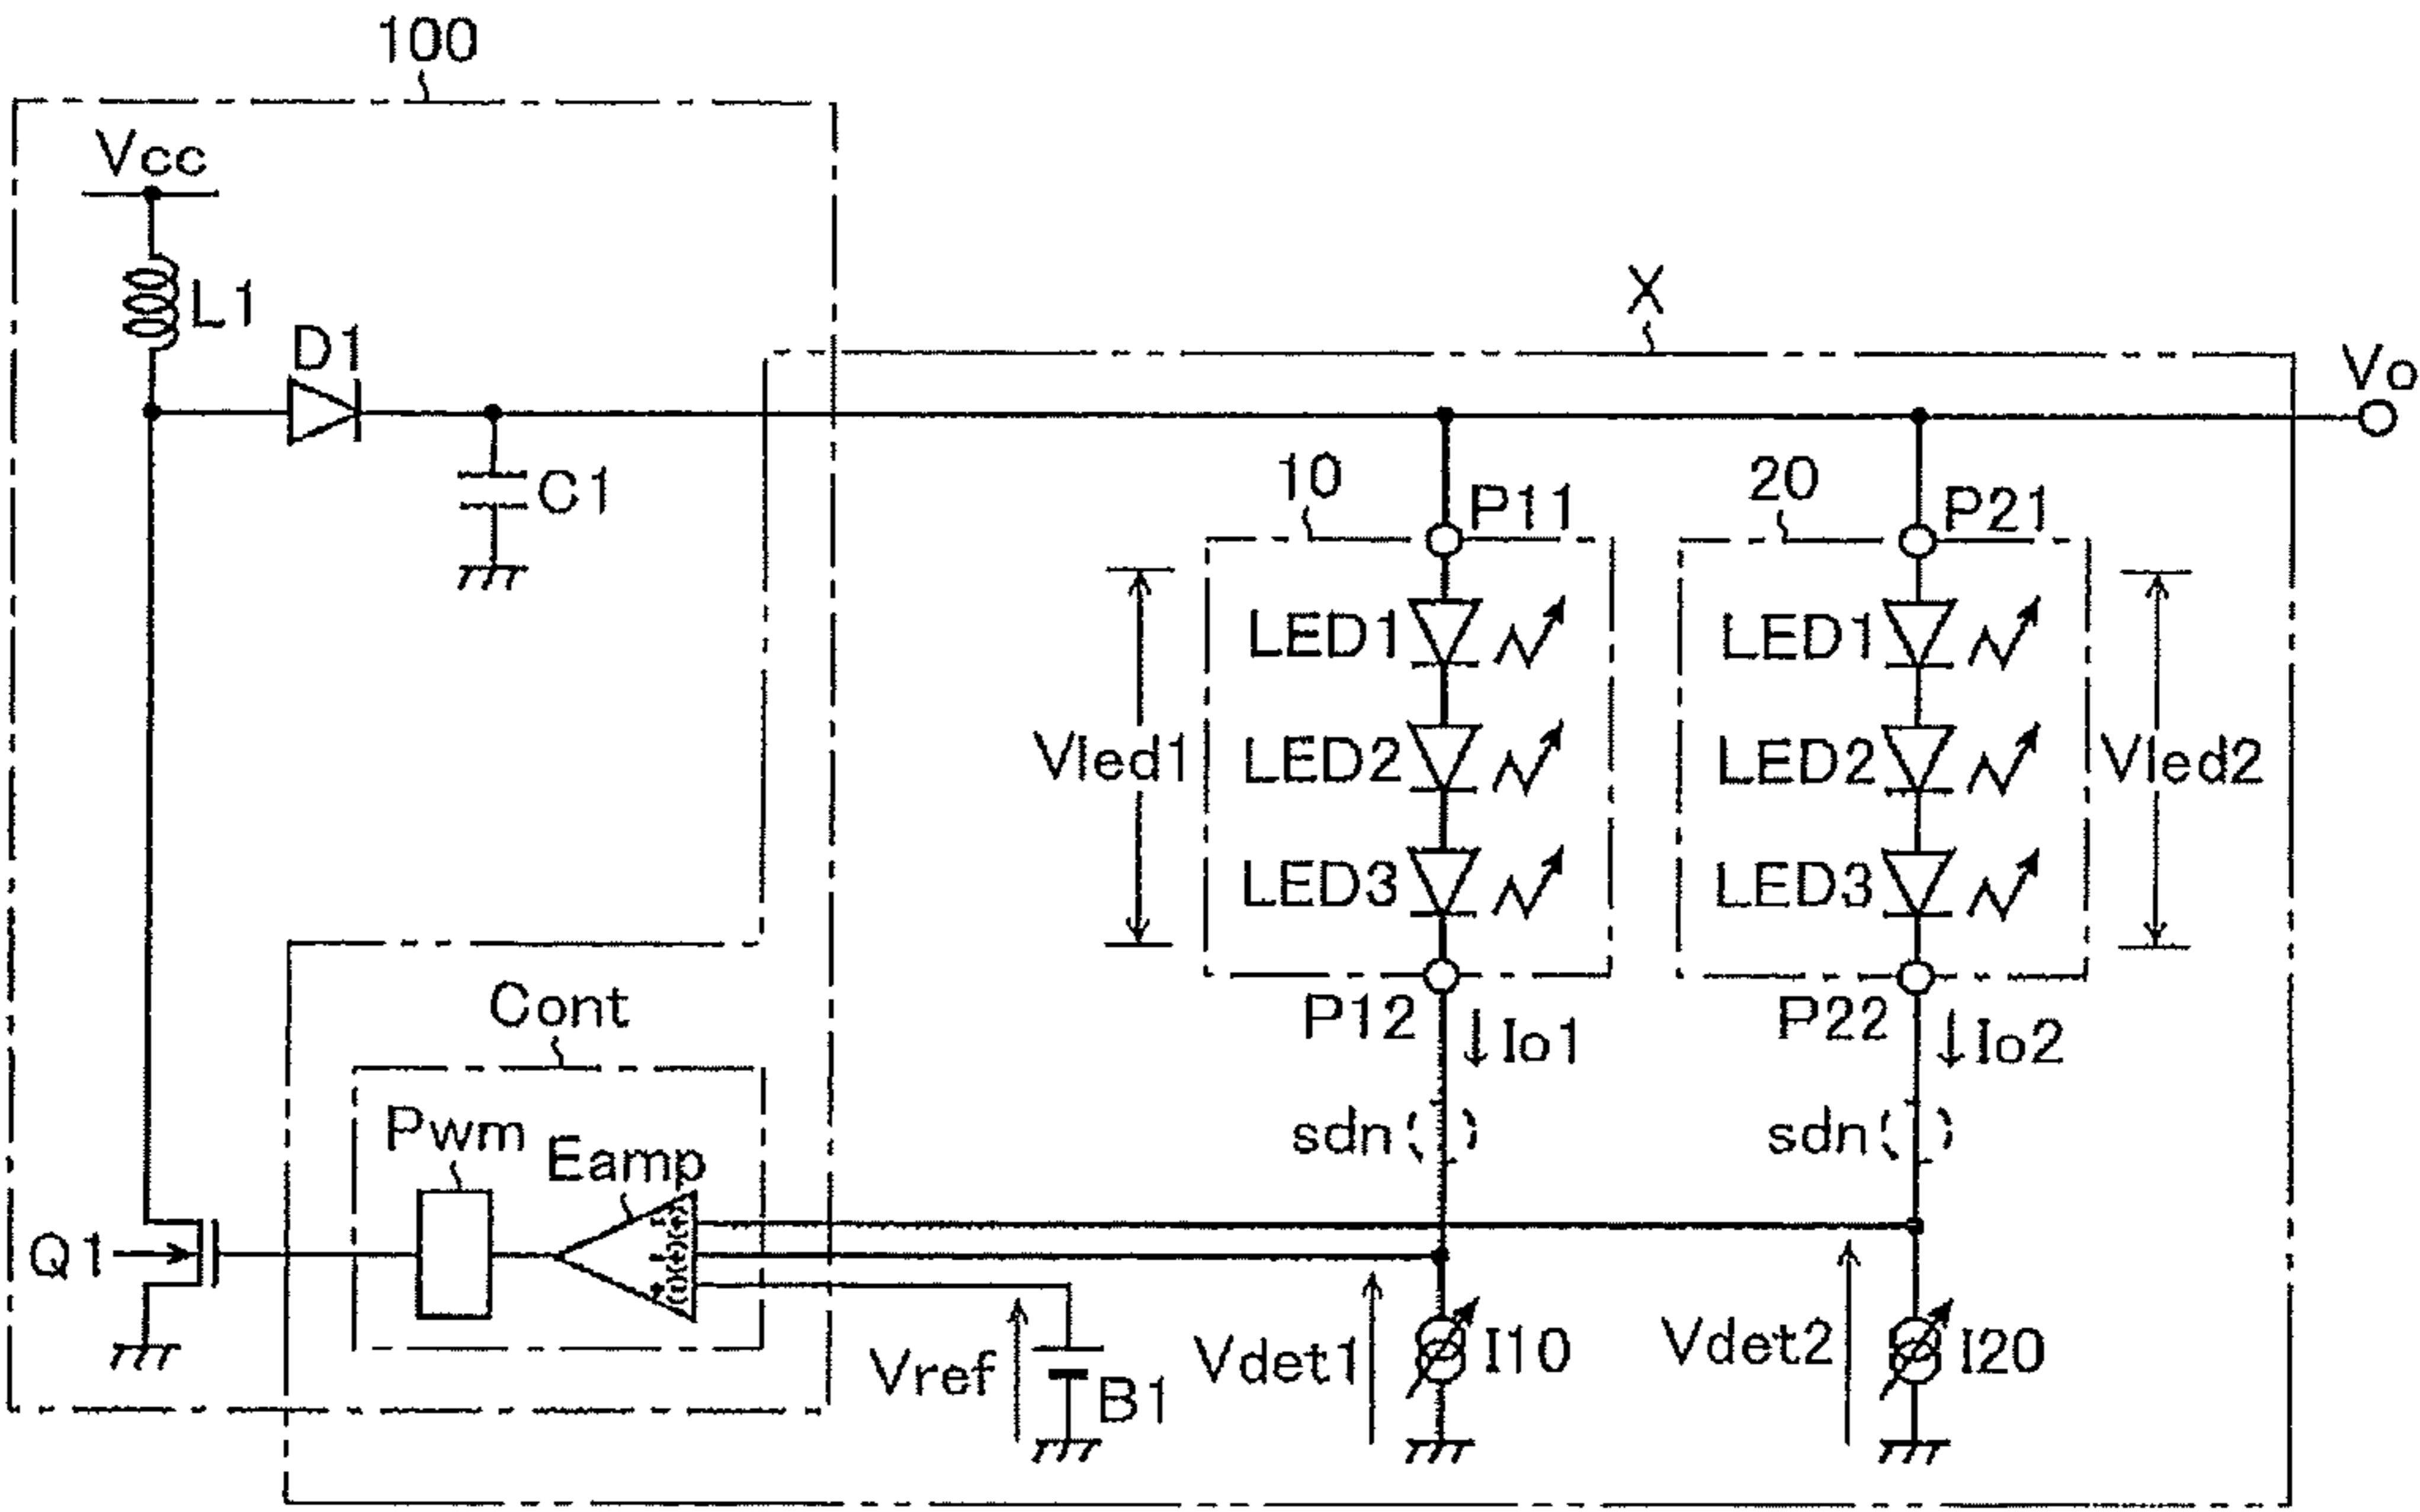 100
Vcc
L1
D1
C1
X
Vo
10
P11
20
P21
LED1
LED2
LED3
Vled1
LED1
LED2
LED3
Vled2
P12
Io1
P22
Io2
sdn
sdn
Cont
Pwm
Eamp
Q1
Vref
B1
Vdet1
I10
Vdet2
I20